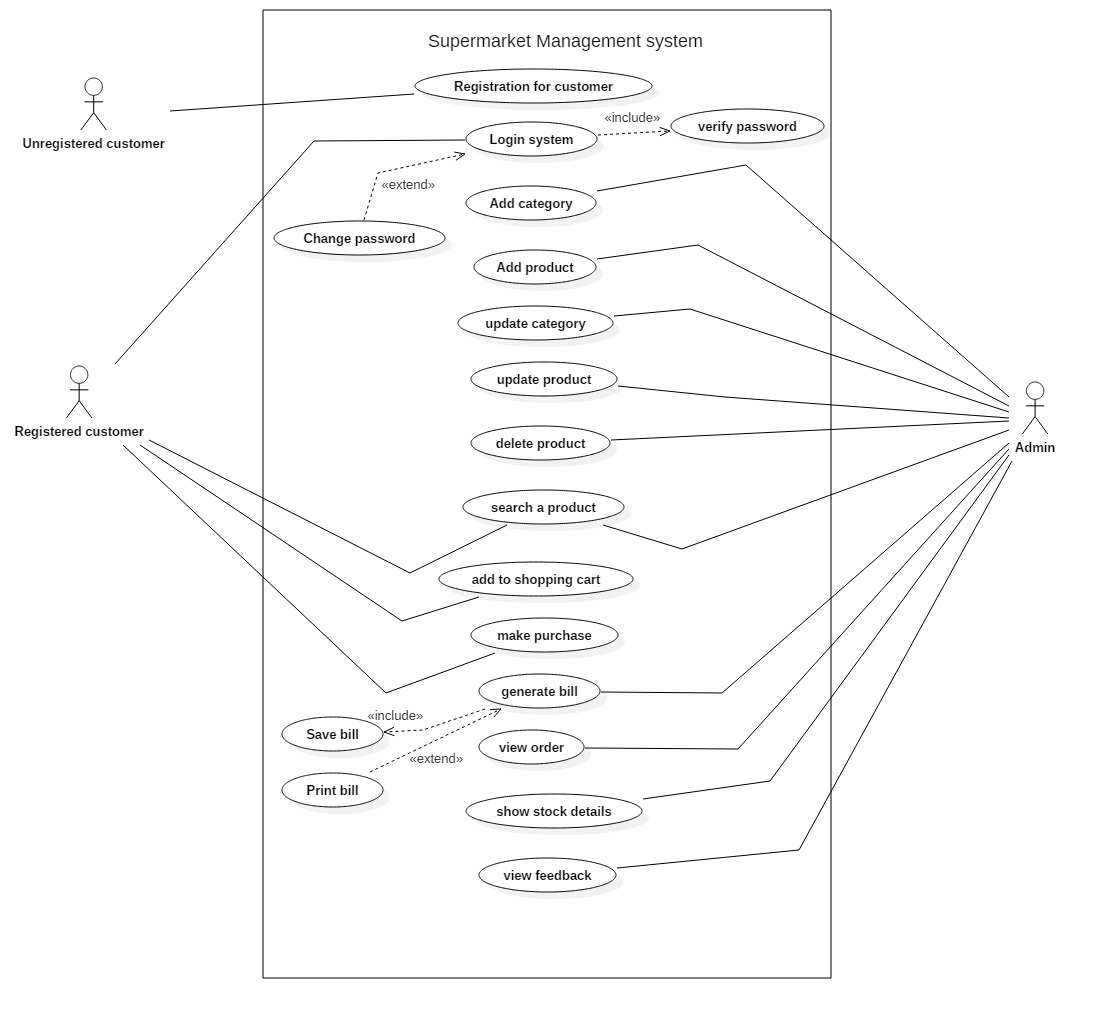 Supermarket Management system
Registration for customer
Unregistered customer
«include»
verify password
Login system
«extend»
Add category
Change password
Add product
update category
update product
Registered customer
delete product
Admin
search a product
add to shopping cart
make purchase
generate bill
«include»
Save bill
view order
«extend»
Print bill
show stock details
view feedback